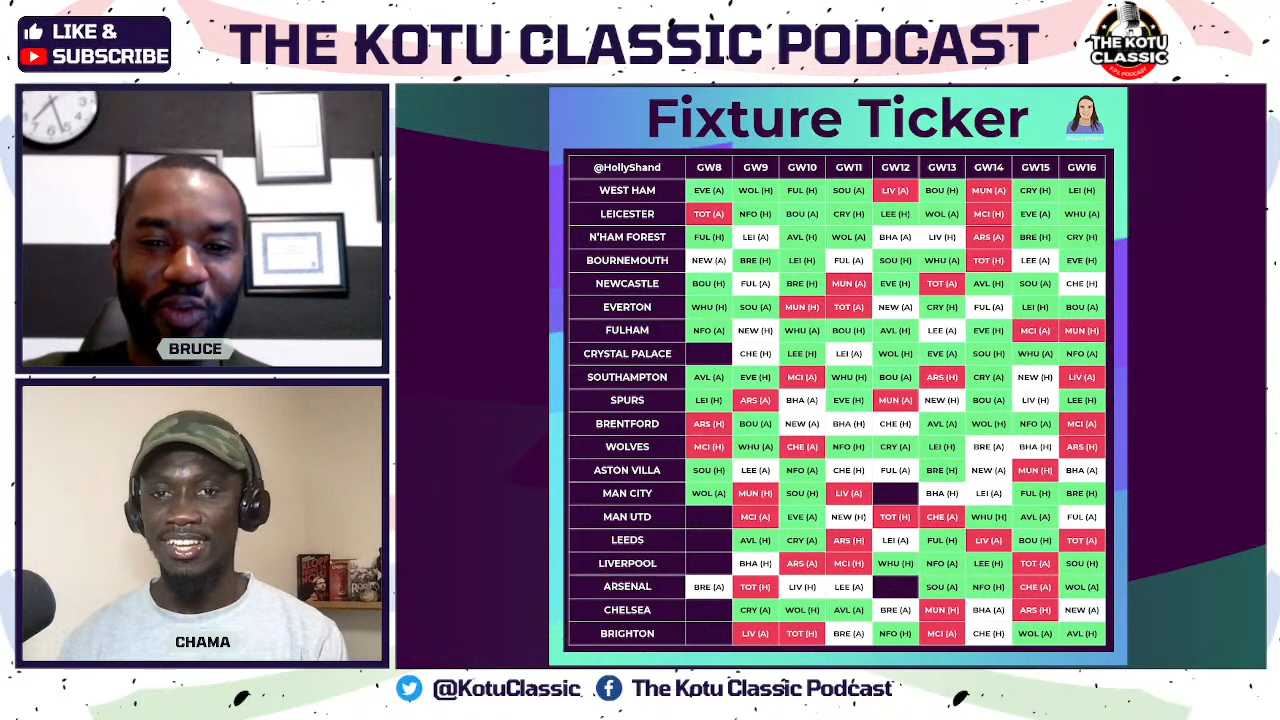 LIKE &
SUBSCRIBE
THE KOTU CLASSIC PODCAST
THE KOTU
CLASSIC
FPL PODCAST
BRUCE
CHAMA
Fixture Ticker
@HollyShand GW8 GW9 GW10 GW11 GW12 GW13 GW14 GW15 GW16
WEST HAM EVE (A) WOL (H) FUL (H) SOU (A) LIV (A) BOU (H) MUN (A) CRY (H) LEI (H)
LEICESTER TOT (A) NFO (H) BOU (A) CRY (H) LEE (H) WOL (A) MCI (H) EVE (A) WHU (A)
N'HAM FOREST FUL (H) LEI (A) AVL (H) WOL (A) BHA (A) LIV (H) ARS (A) BRE (H) CRY (H)
BOURNEMOUTH NEW (A) BRE (H) LEI (H) FUL (A) SOU (H) WHU (A) TOT (H) LEE (A) EVE (H)
NEWCASTLE BOU (H) FUL (A) BRE (H) MUN (A) EVE (H) TOT (A) AVL (H) SOU (A) CHE (H)
EVERTON WHU (H) SOU (A) MUN (H) TOT (A) NEW (A) CRY (H) FUL (A) LEI (H) BOU (A)
FULHAM NFO (A) NEW (H) WHU (A) BOU (H) AVL (H) LEE (A) EVE (H) MCI (A) MUN (H)
CRYSTAL PALACE CHE (H) LEE (H) LEI (A) WOL (H) EVE (A) SOU (H) WHU (A) NFO (A)
SOUTHAMPTON AVL (A) EVE (H) MCI (A) WHU (H) BOU (A) ARS (H) CRY (A) NEW (H) LIV (A)
SPURS LEI (H) ARS (A) BHA (A) EVE (H) MUN (A) NEW (H) BOU (A) LIV (H) LEE (H)
BRENTFORD ARS (H) BOU (A) NEW (A) BHA (H) CHE (H) AVL (A) WOL (H) NFO (A) MCI (A)
WOLVES MCI (H) WHU (A) CHE (A) NFO (H) CRY (A) LEI (H) BRE (A) BHA (H) ARS (H)
ASTON VILLA SOU (H) LEE (A) NFO (A) CHE (H) FUL (A) BRE (H) NEW (A) MUN (H) BHA (A)
MAN CITY WOL (A) MUN (H) SOU (H) LIV (A) BHA (H) LEI (A) FUL (H) BRE (H)
MAN UTD MCI (A) EVE (A) NEW (H) TOT (H) CHE (A) WHU (H) AVL (A) FUL (A)
LEEDS AVL (H) CRY (A) ARS (H) LEI (A) FUL (H) LIV (A) BOU (H) TOT (A)
LIVERPOOL BHA (H) ARS (A) MCI (H) WHU (H) NFO (A) LEE (H) TOT (A) SOU (H)
ARSENAL BRE (A) TOT (H) LIV (H) LEE (A) SOU (A) NFO (H) CHE (A) WOL (A)
CHELSEA CRY (A) WOL (H) AVL (A) BRE (A) MUN (H) BHA (A) ARS (H) NEW (A)
BRIGHTON LIV (A) TOT (H) BRE (A) NFO (H) MCI (A) CHE (H) WOL (A) AVL (H)
@KotuClassic The Kotu Classic Podcast